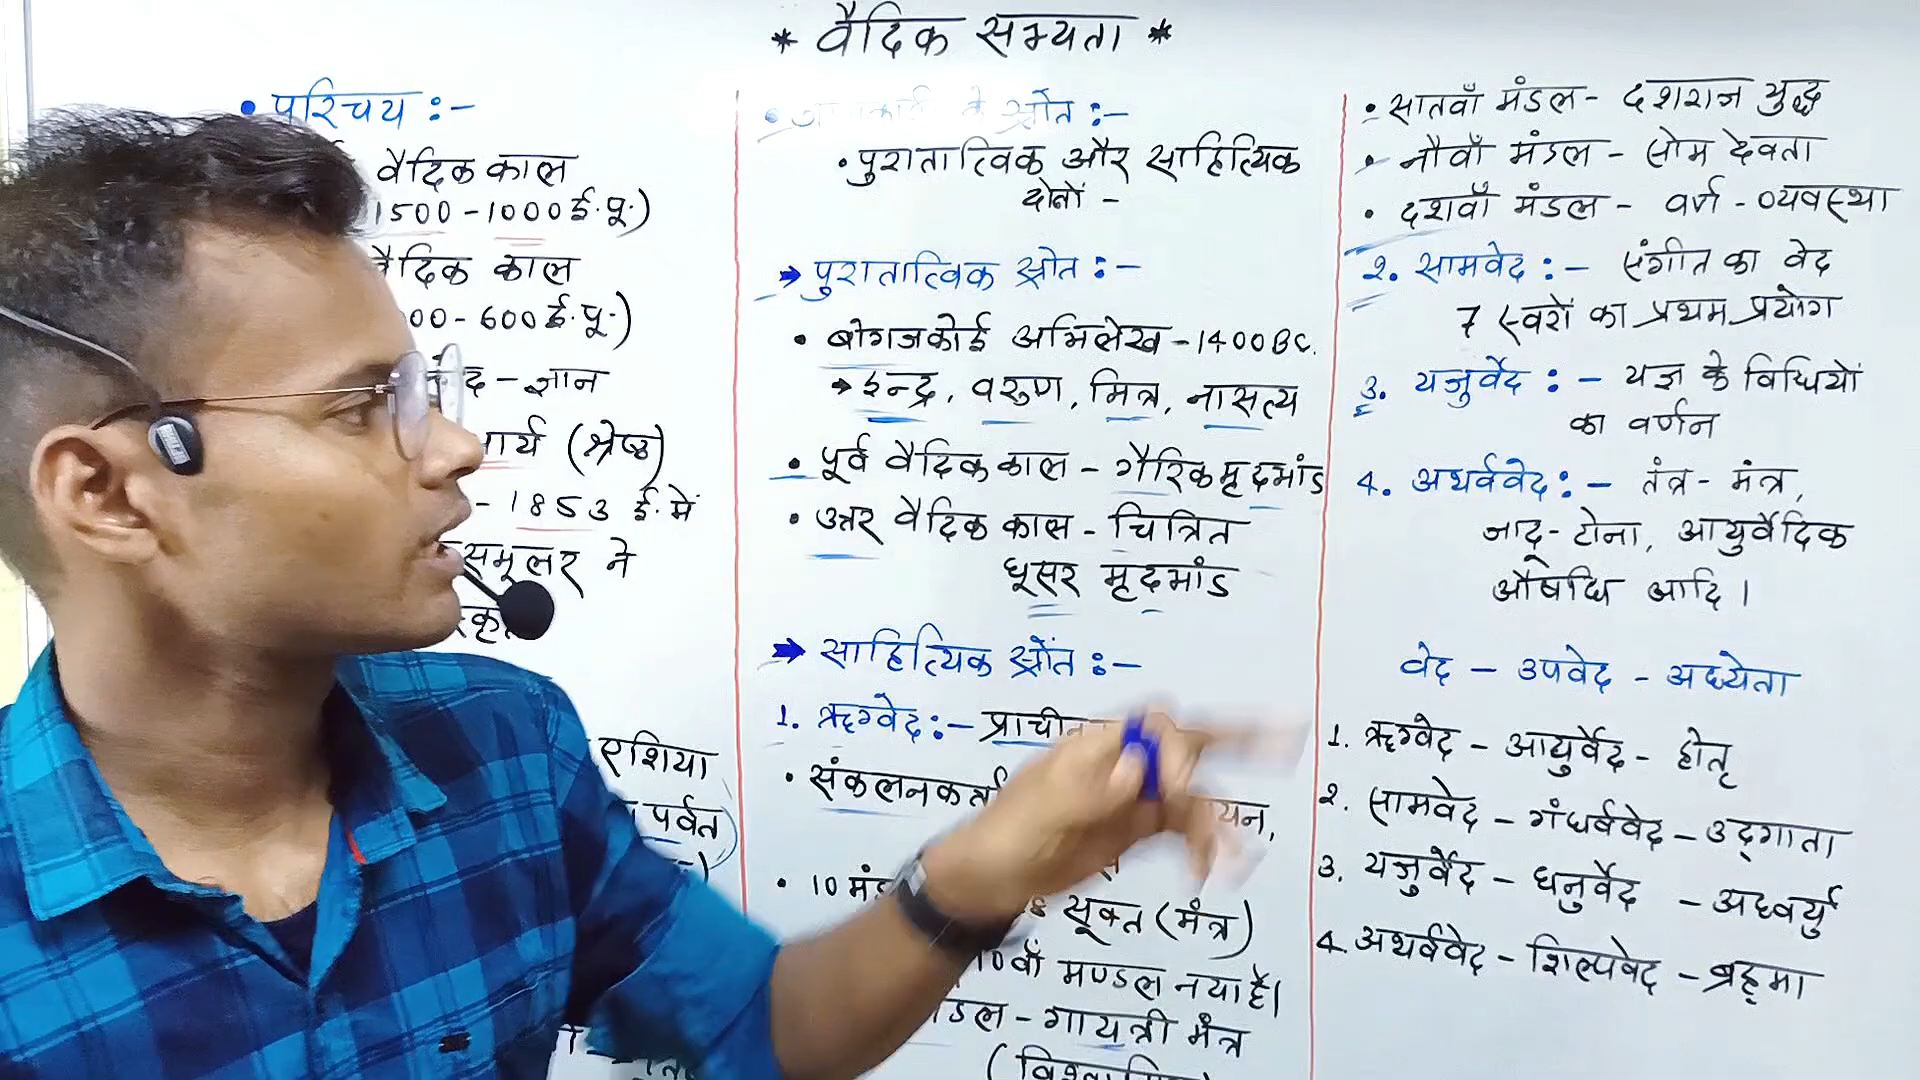 * वैदिक सभ्यता *
• परिचय :-
वैदिक काल
1500 - 1000 ई.पू.)
वैदिक काल
00 - 600 ई.पू.)
द - ज्ञान
आर्य (श्रेष्ठ)
- 1853 ई. में
समूलर ने
एशिया
पर्वत
स्रोत :-
• पुरातात्विक और साहित्यिक
दोनों -
→ पुरातात्विक स्रोत :-
• बोगजकोई अभिलेख - 1400 BC.
→ इन्द्र, वरुण, मित्र, नासत्य
• पूर्व वैदिक काल - गैरिक मृदभांड
• उत्तर वैदिक काल - चित्रित
धूसर मृदभांड
→ साहित्यिक स्रोत :-
1. ऋग्वेद :- प्राचीन
• संकलनकर्ता
यन,
• 10 मंड
सूक्त (मंत्र)
10वाँ मण्डल नया है।
डल - गायत्री मंत्र
• सातवाँ मंडल - दशराज युद्ध
• नौवाँ मंडल - सोम देवता
• दशवाँ मंडल - वर्ण - व्यवस्था
2. सामवेद :- संगीत का वेद
7 स्वरों का प्रथम प्रयोग
3. यजुर्वेद :- यज्ञ के विधियों
का वर्णन
4. अथर्ववेद :- तंत्र - मंत्र,
जादू - टोना, आयुर्वेदिक
औषधि आदि।
वेद - उपवेद - अध्येता
1. ऋग्वेद - आयुर्वेद - होतृ
2. सामवेद - गंधर्ववेद - उद्गाता
3. यजुर्वेद - धनुर्वेद - अध्वर्यु
4. अथर्ववेद - शिल्पवेद - ब्रह्मा